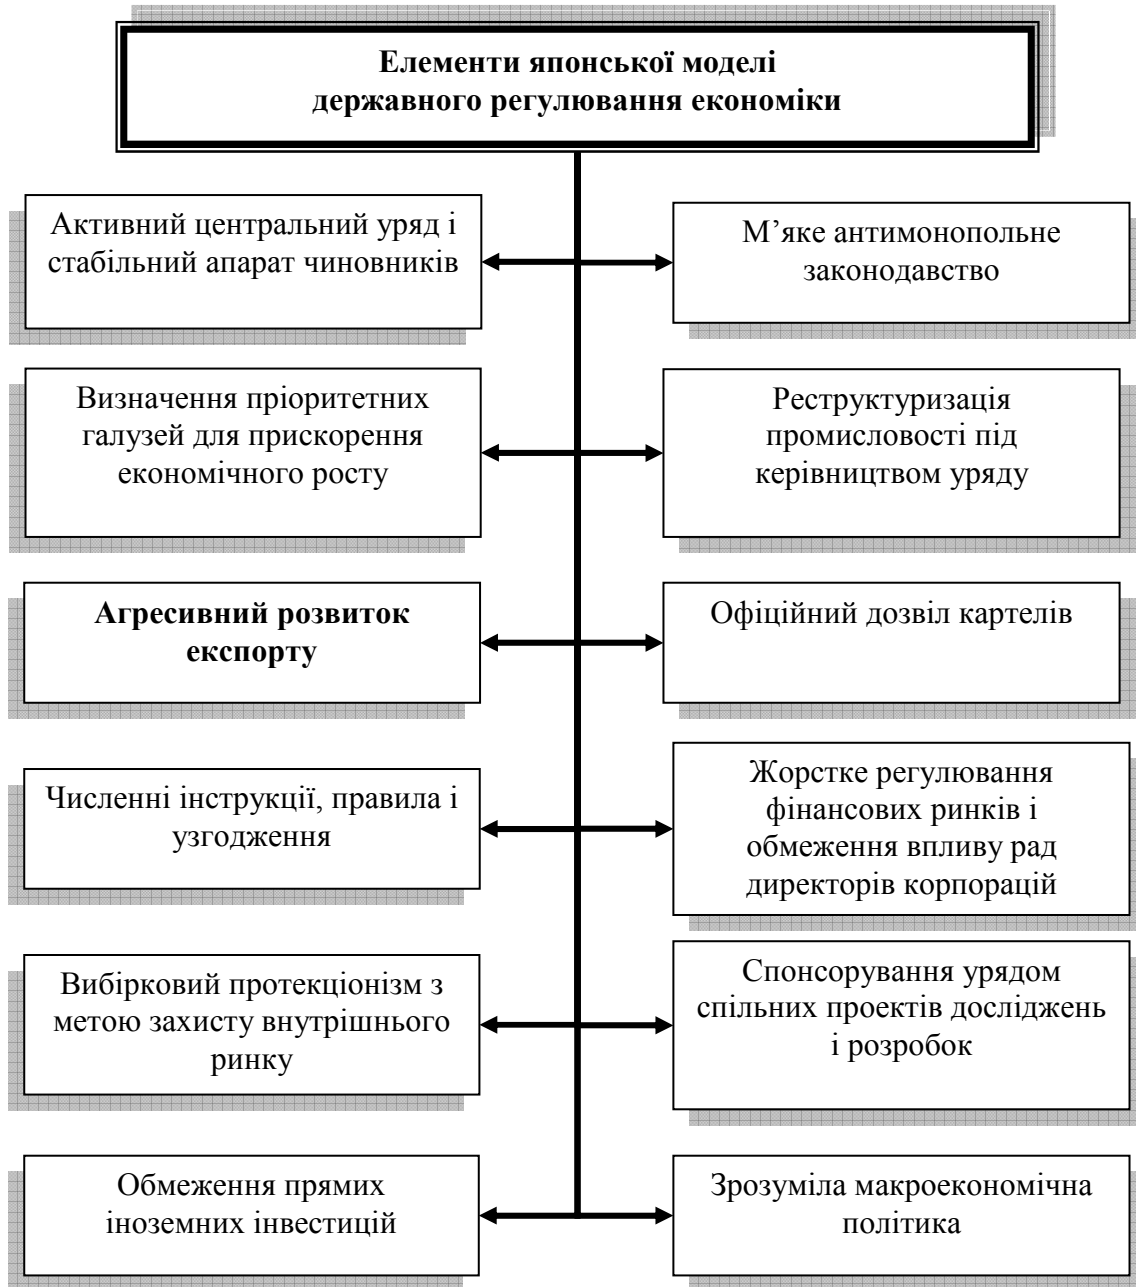 Елементи японської моделі
державного регулювання економіки
Активний центральний уряд і
стабільний апарат чиновників
М’яке антимонопольне
законодавство
Визначення пріоритетних
галузей для прискорення
економічного росту
Реструктуризація
промисловості під
керівництвом уряду
Агресивний розвиток
експорту
Офіційний дозвіл картелів
Численні інструкції, правила і
узгодження
Жорстке регулювання
фінансових ринків і
обмеження впливу рад
директорів корпорацій
Вибірковий протекціонізм з
метою захисту внутрішнього
ринку
Спонсорування урядом
спільних проектів досліджень
і розробок
Обмеження прямих
іноземних інвестицій
Зрозуміла макроекономічна
політика